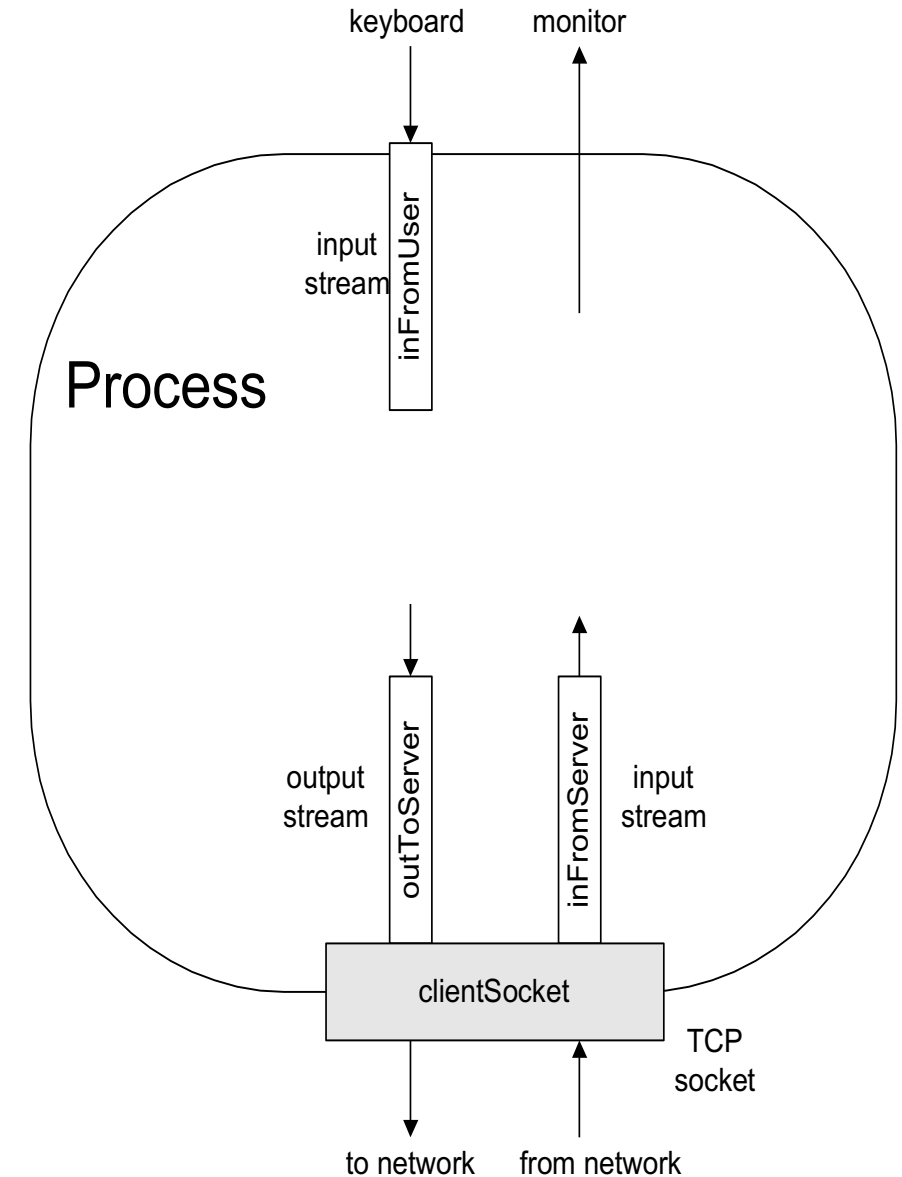 keyboard
monitor
input
stream
inFromUser
Process
output
stream
outToServer
inFromServer
input
stream
clientSocket
TCP
socket
to network
from network